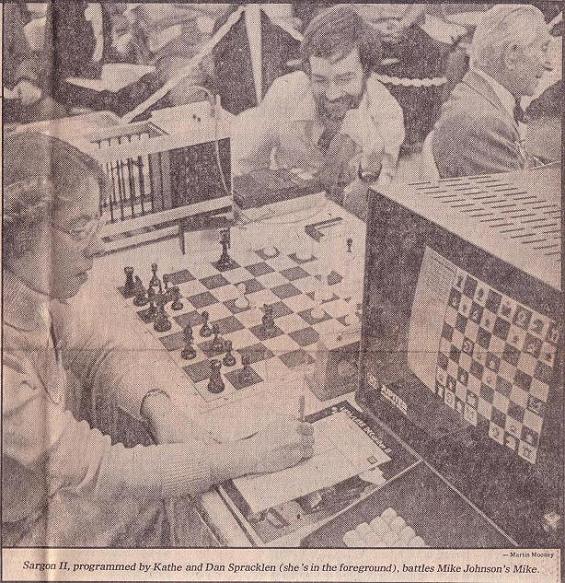 — Martin Mooney
Sargon II, programmed by Kathe and Dan Spracklen (she's in the foreground), battles Mike Johnson's Mike.